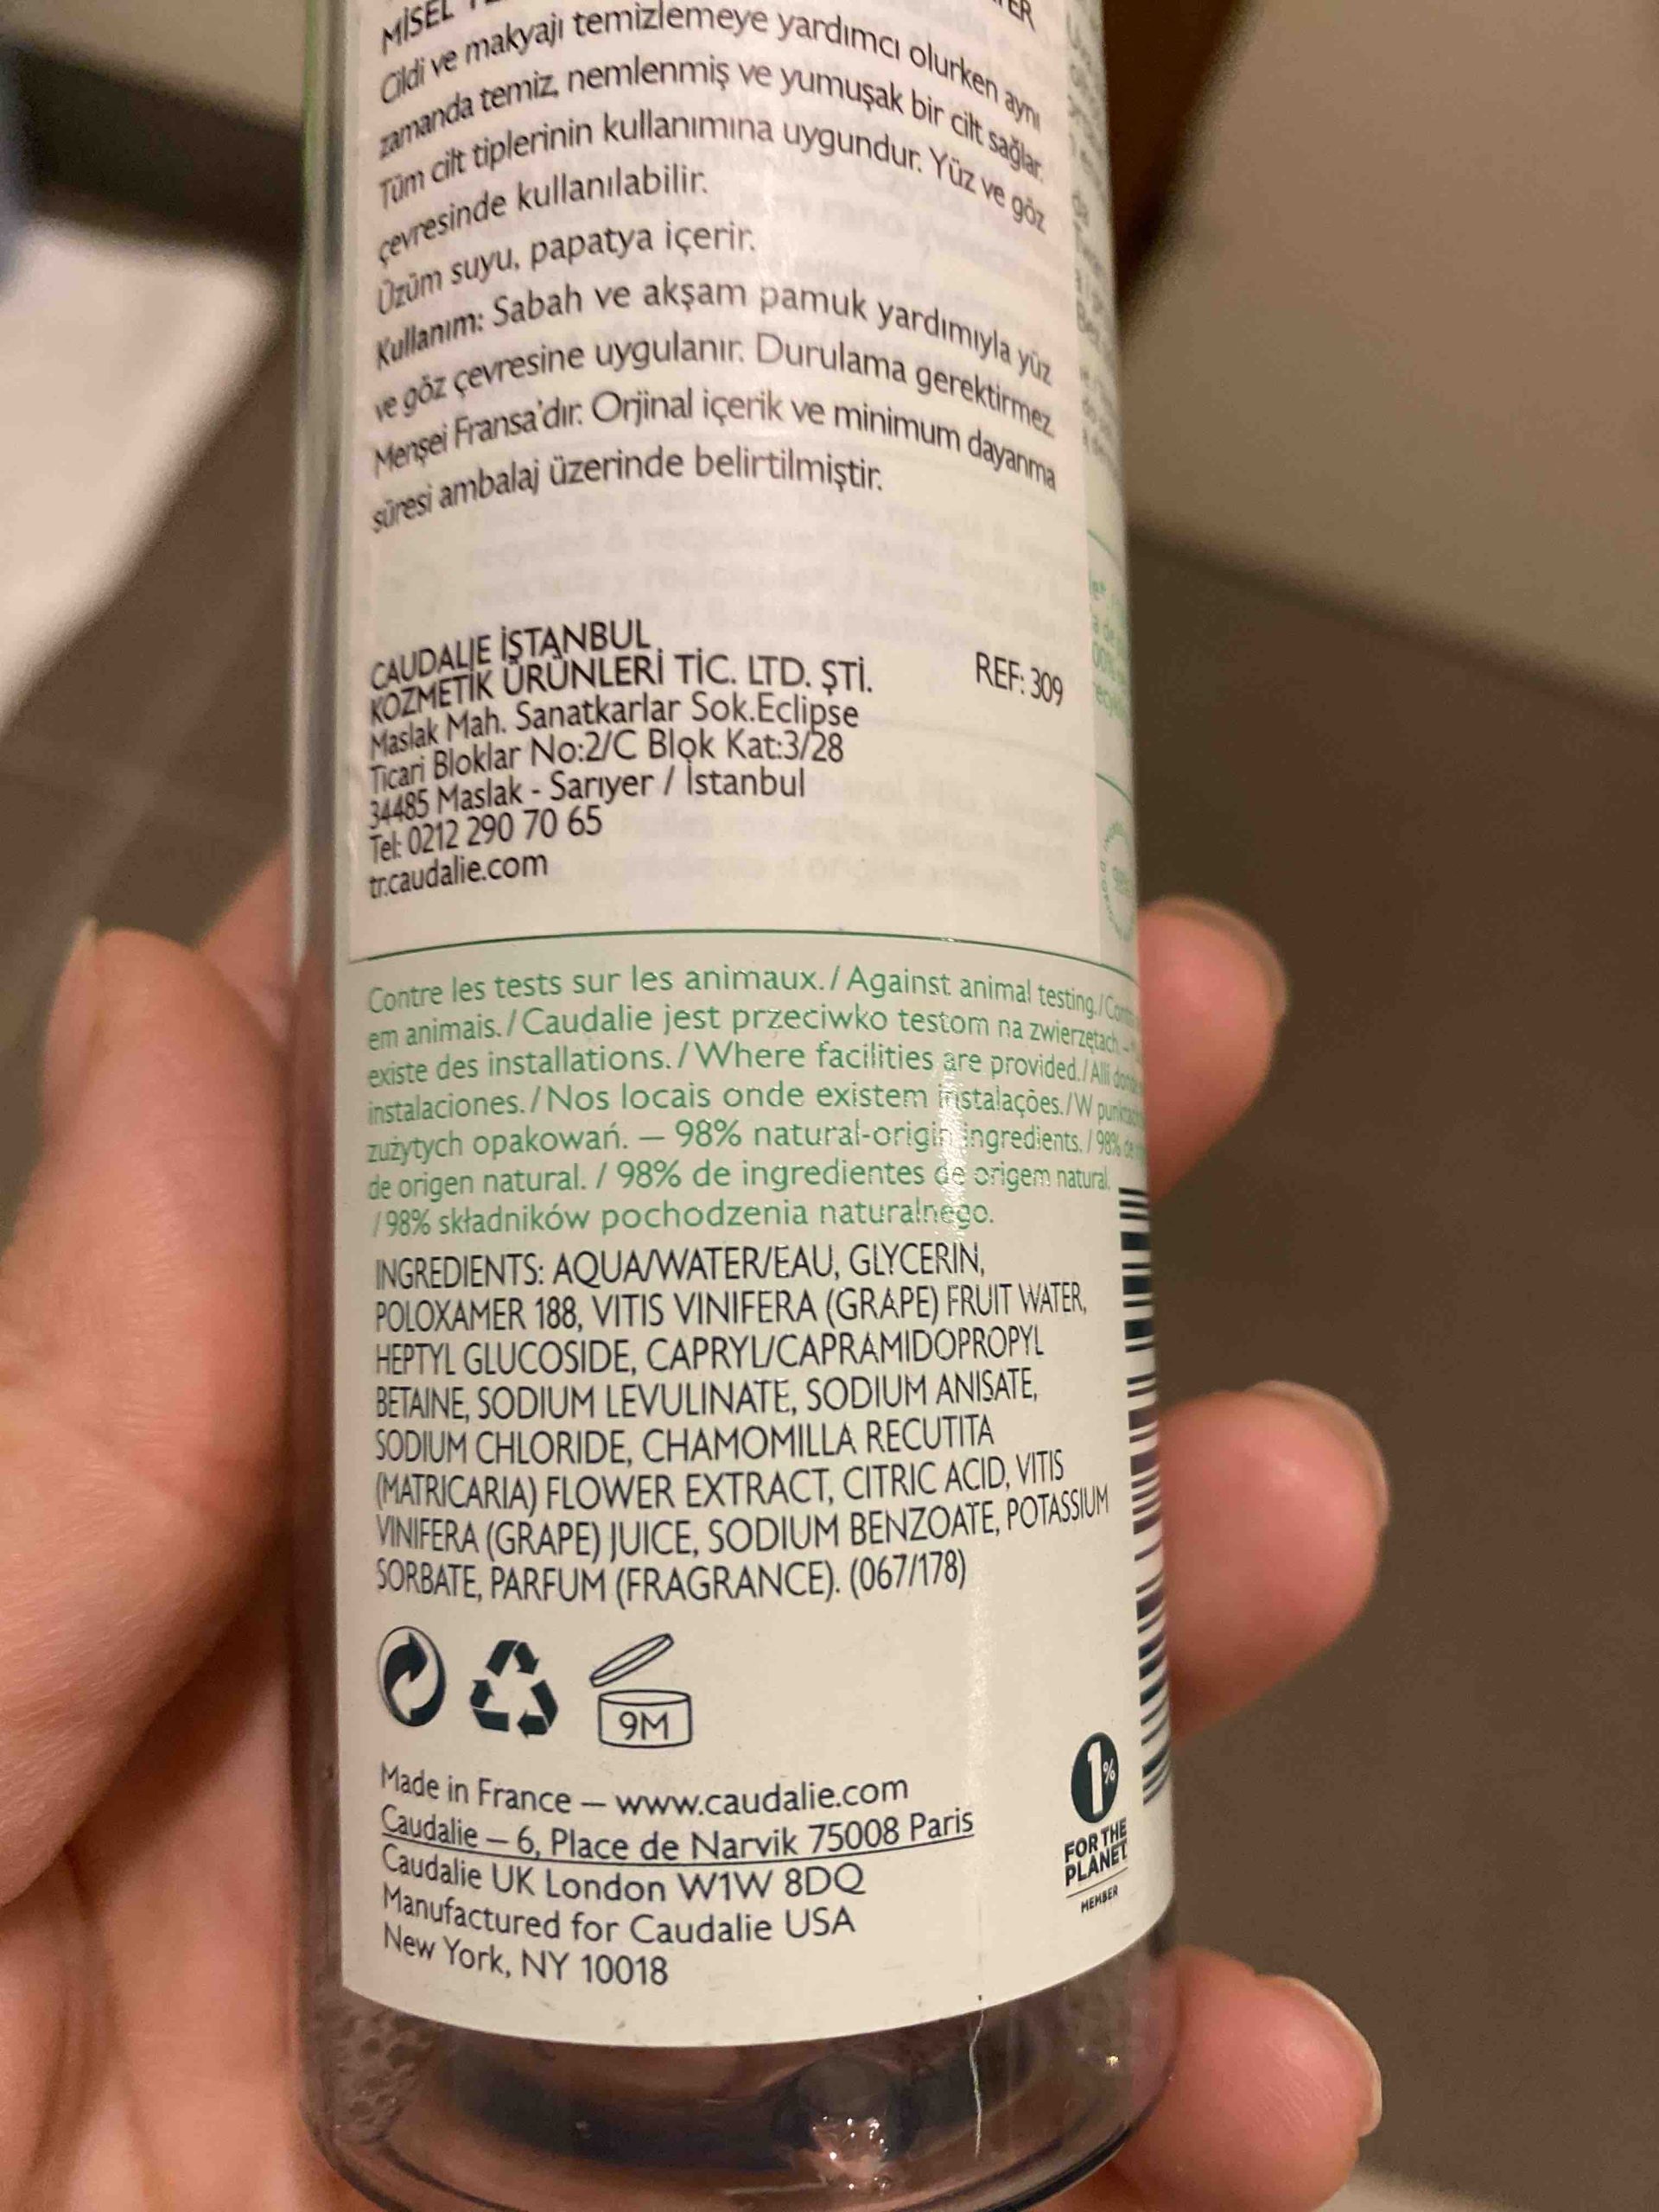 MİSEL
Cildi ve makyajı temizlemeye yardımcı olurken aynı
zamanda temiz, nemlenmiş ve yumuşak bir cilt sağlar.
Tüm cilt tiplerinin kullanımına uygundur. Yüz ve göz
çevresinde kullanılabilir.
Üzüm suyu, papatya içerir.
Kullanım: Sabah ve akşam pamuk yardımıyla yüz
ve göz çevresine uygulanır. Durulama gerektirmez.
Menşei Fransa'dır. Orjinal içerik ve minimum dayanma
süresi ambalaj üzerinde belirtilmiştir.
CAUDALIE İSTANBUL
KOZMETİK ÜRÜNLERİ TİC. LTD. ŞTİ.
REF: 309
Maslak Mah. Sanatkarlar Sok.Eclipse
Ticari Bloklar No:2/C Blok Kat:3/28
34485 Maslak - Sarıyer / İstanbul
Tel: 0212 290 70 65
tr.caudalie.com
Contre les tests sur les animaux. / Against animal testing. /
em animais. / Caudalie jest przeciwko testom na zwierzętach. –
existe des installations. / Where facilities are provided. / Allí
instalaciones. / Nos locais onde existem instalações. / W
zużytych opakowań. — 98% natural-origin ingredients. / 98% de
de origen natural. / 98% de ingredientes de origem natural.
/ 98% składników pochodzenia naturalnego.
INGREDIENTS: AQUA/WATER/EAU, GLYCERIN,
POLOXAMER 188, VITIS VINIFERA (GRAPE) FRUIT WATER,
HEPTYL GLUCOSIDE, CAPRYL/CAPRAMIDOPROPYL
BETAINE, SODIUM LEVULINATE, SODIUM ANISATE,
SODIUM CHLORIDE, CHAMOMILLA RECUTITA
(MATRICARIA) FLOWER EXTRACT, CITRIC ACID, VITIS
VINIFERA (GRAPE) JUICE, SODIUM BENZOATE, POTASSIUM
SORBATE, PARFUM (FRAGRANCE). (067/178)
9M
Made in France — www.caudalie.com
Caudalie — 6, Place de Narvik 75008 Paris
Caudalie UK London W1W 8DQ
Manufactured for Caudalie USA
New York, NY 10018
1%
FOR THE
PLANET
MEMBER